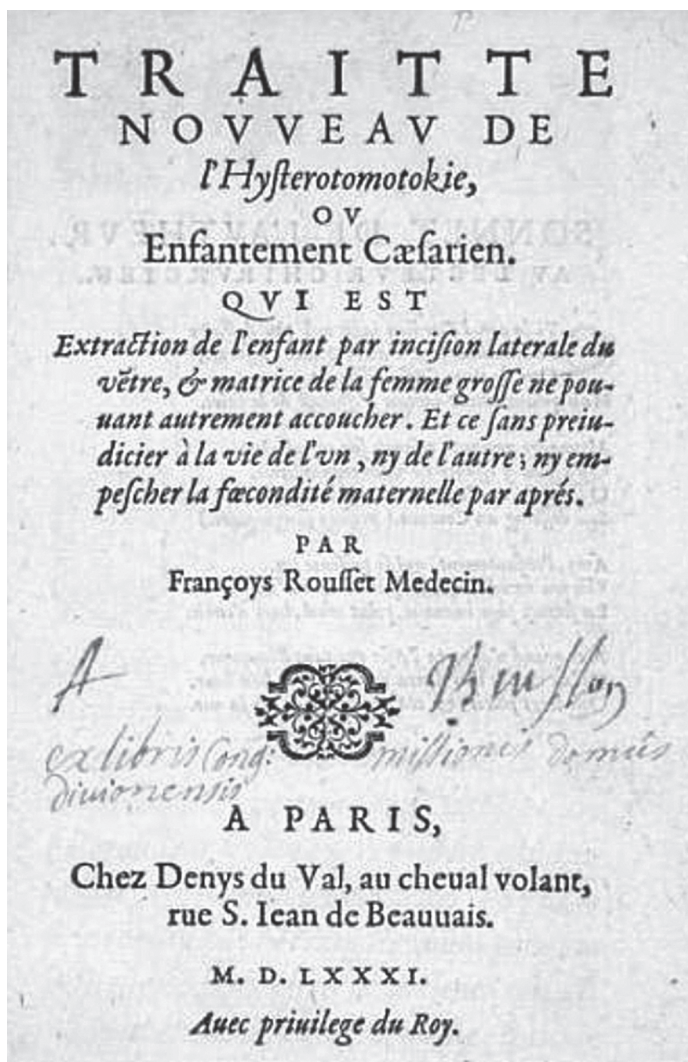 TRAITTE
NOVVEAV DE
l'Hyſterotomotokie,
OV
Enfantement Cæſarien.
QVI EST
Extraction de l'enfant par inciſion laterale du
vẽtre, & matrice de la femme groſſe ne pou-
uant autrement accoucher. Et ce ſans preiu-
dicier à la vie de l'vn, ny de l'autre; ny em-
peſcher la fœcondité maternelle par aprés.
PAR
Françoys Rouſſet Medecin.
A
ex libris Cong. missionis domûs
divionensis
A PARIS,
Chez Denys du Val, au cheual volant,
rue S. Iean de Beauuais.
M. D. LXXXI.
Auec priuilege du Roy.